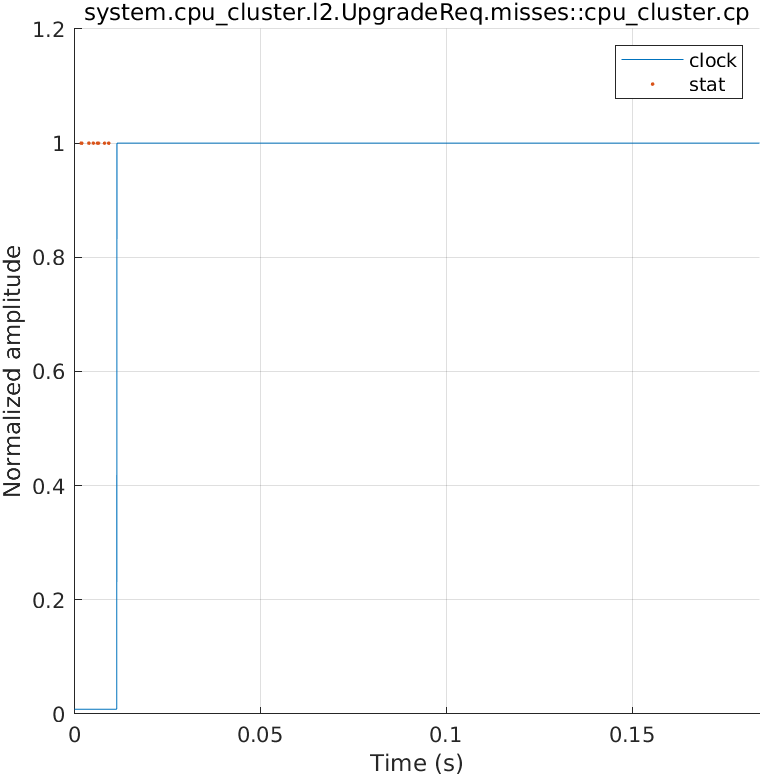 system.cpu_cluster.l2.UpgradeReq.misses::cpu_cluster.cp
1.2
clock
stat
1
0.8
Normalized amplitude
0.6
0.4
0.2
0
0
0.05
0.1
0.15
Time (s)